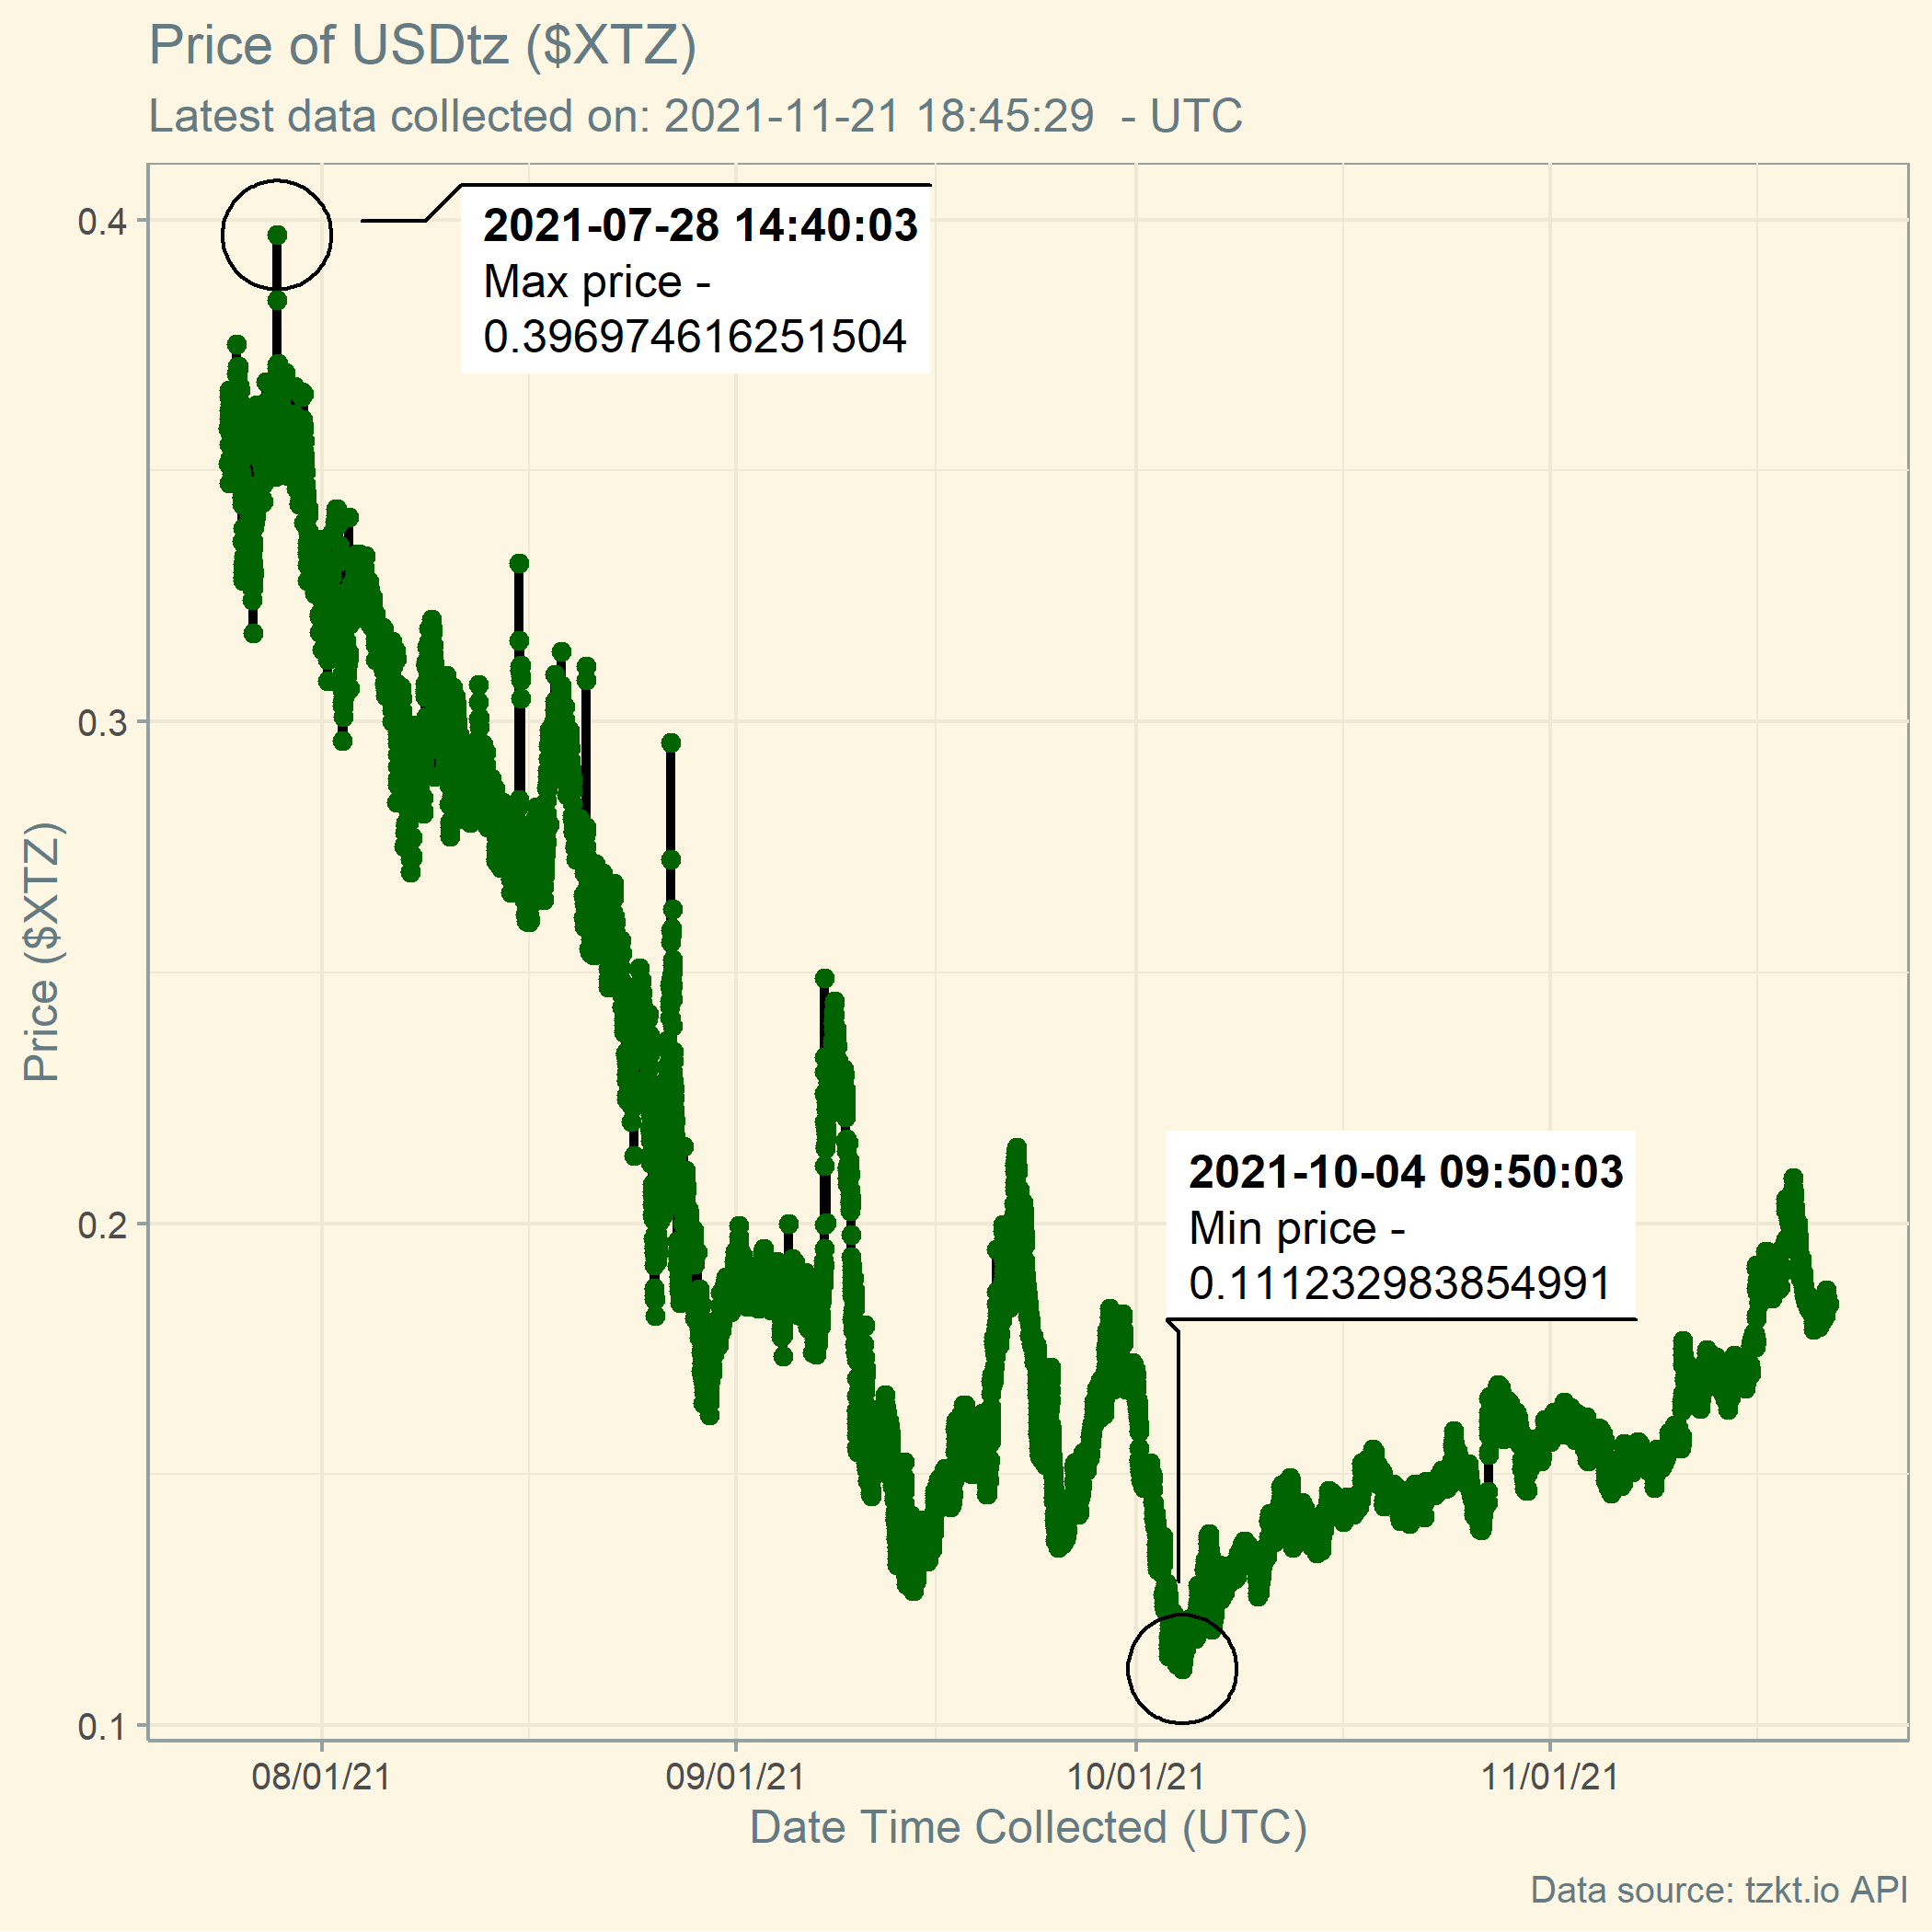 Price of USDtz ($XTZ)
Latest data collected on: 2021-11-21 18:45:29  - UTC
0.4
0.3
0.2
0.1
Price ($XTZ)
2021-07-28 14:40:03
Max price -
0.396974616251504
2021-10-04 09:50:03
Min price -
0.111232983854991
08/01/21
09/01/21
10/01/21
11/01/21
Date Time Collected (UTC)
Data source: tzkt.io API